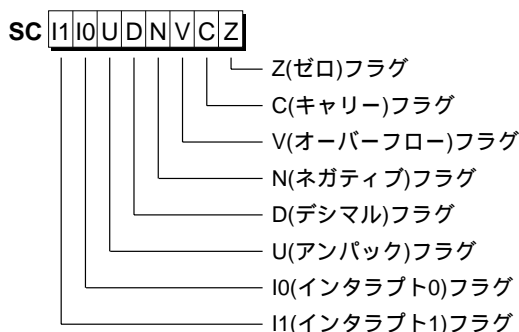 SC I1 I0 U D N V C Z
Z(ゼロ)フラグ
C(キャリー)フラグ
V(オーバーフロー)フラグ
N(ネガティブ)フラグ
D(デシマル)フラグ
U(アンパック)フラグ
I0(インタラプト0)フラグ
I1(インタラプト1)フラグ